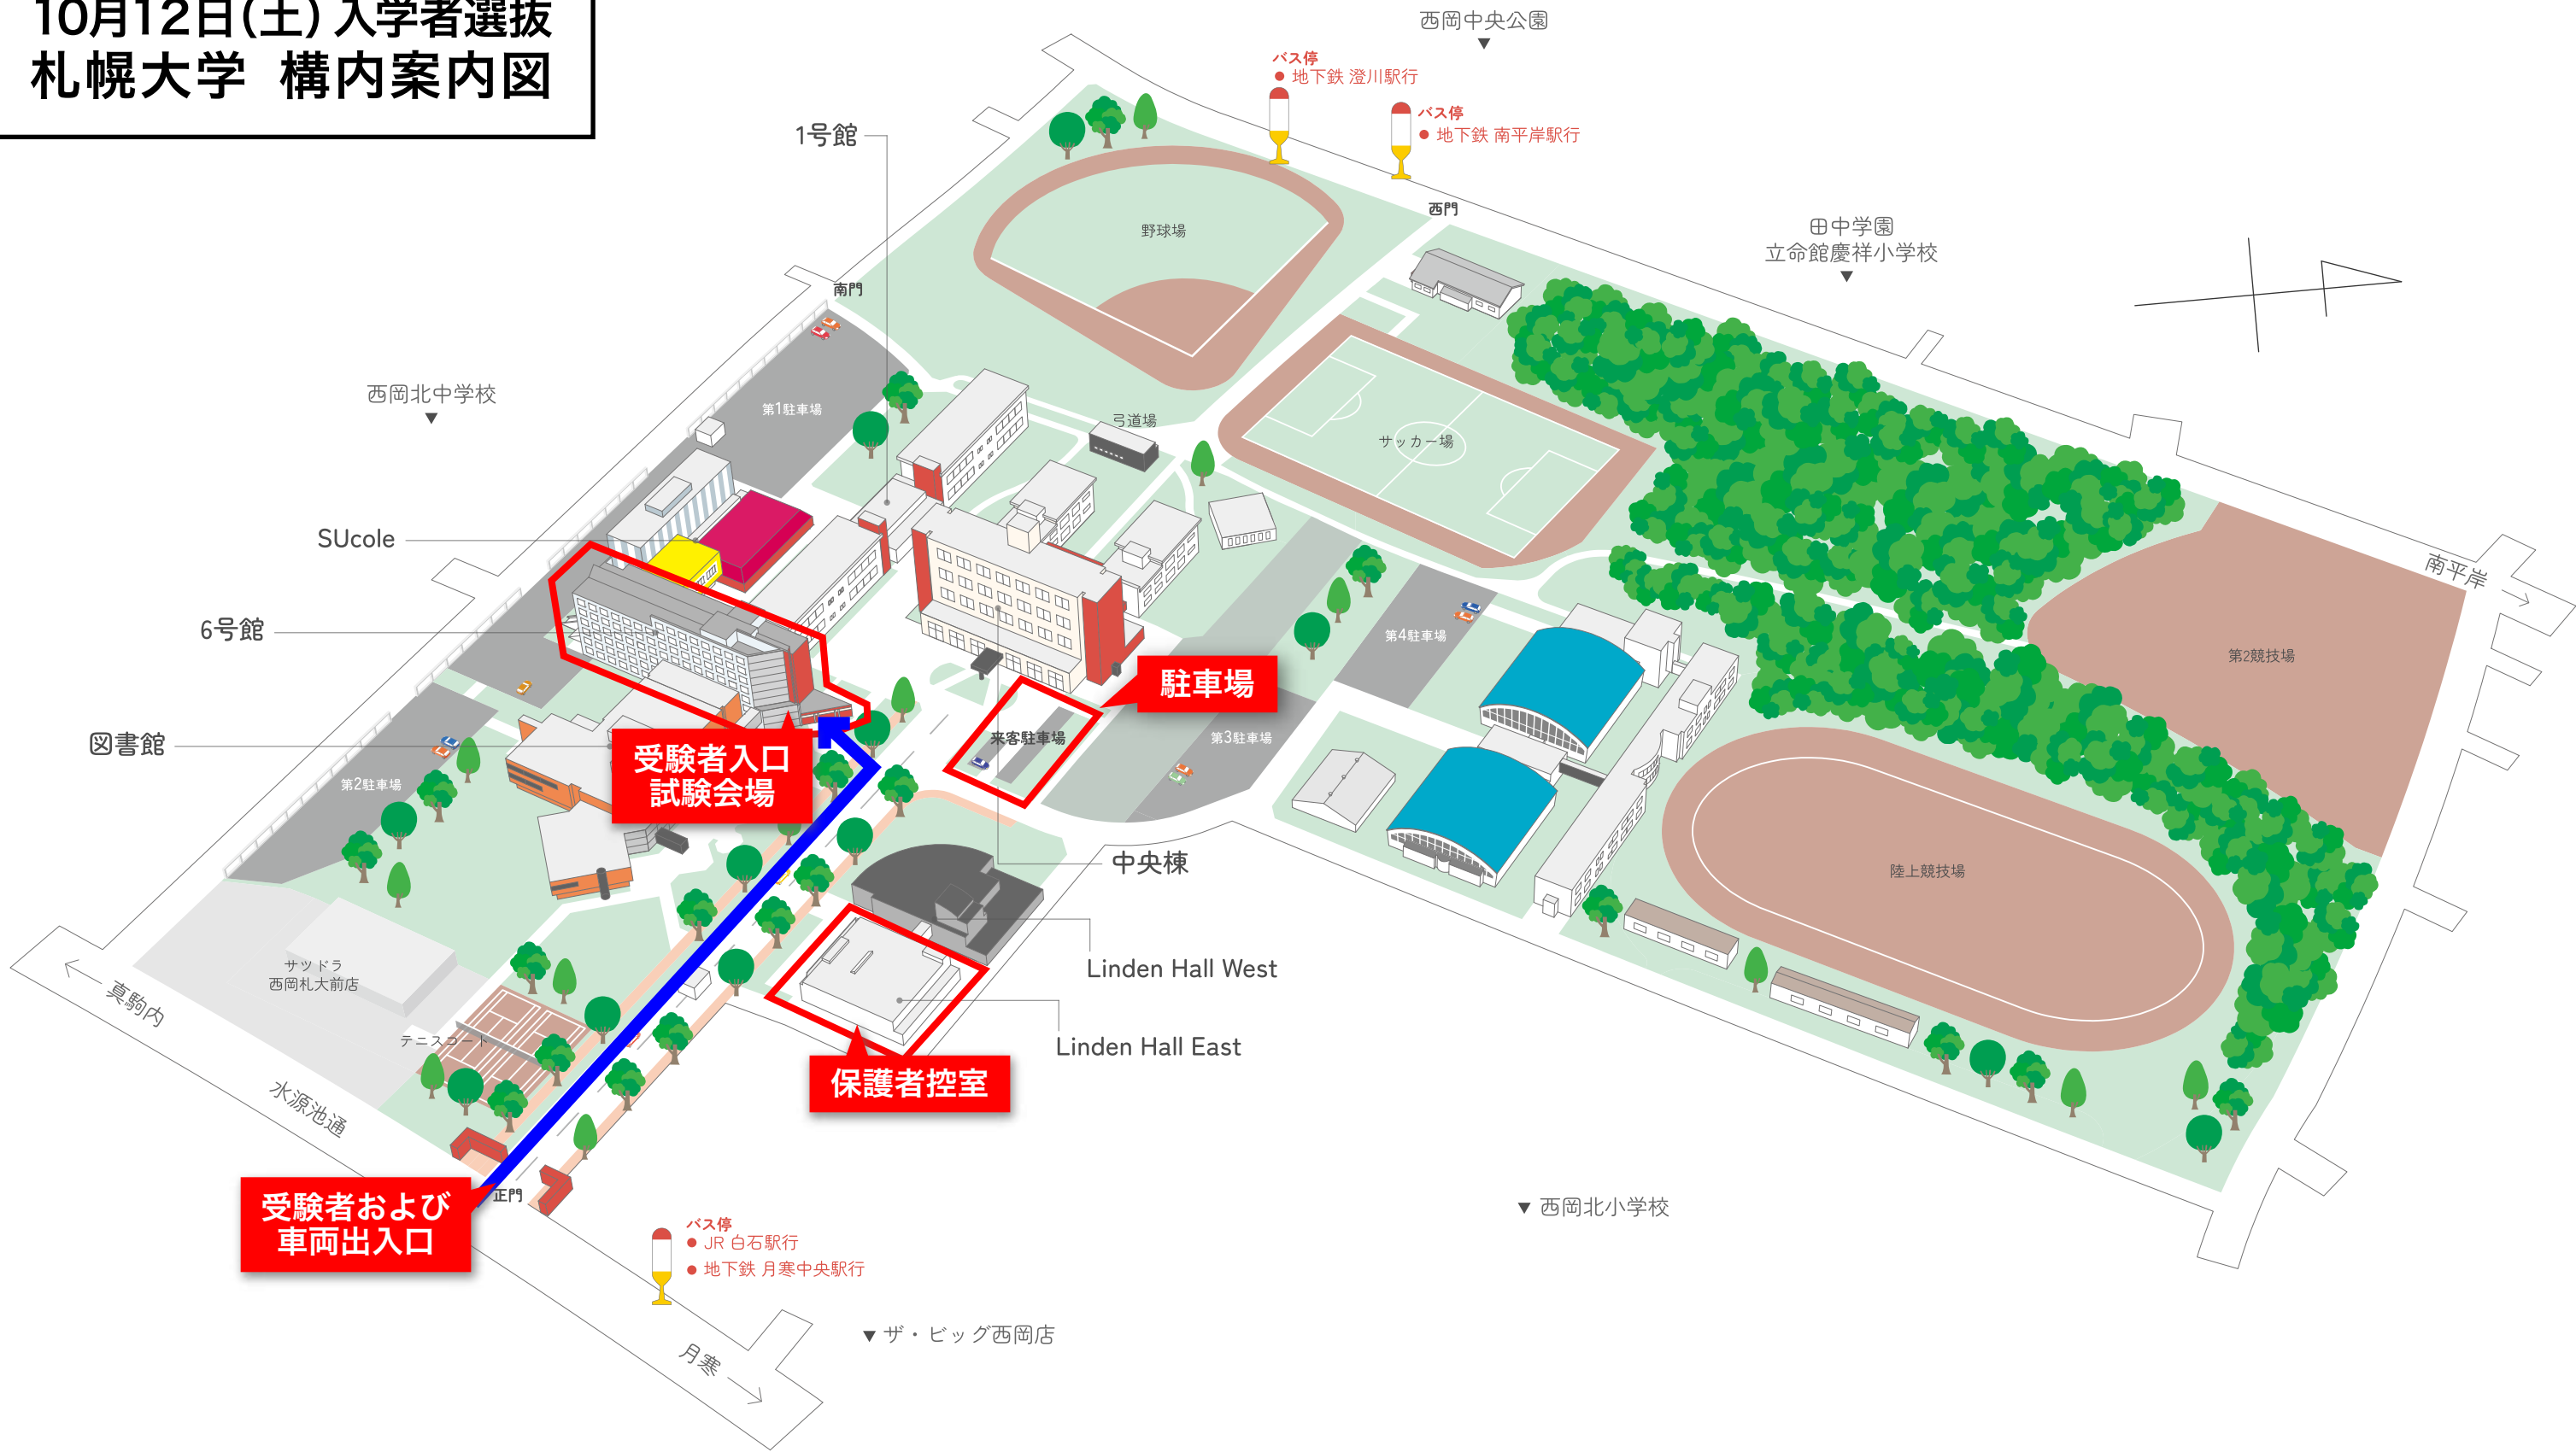 10月12日(土)入学者選抜
札幌大学 構内案内図
西岡中央公園
▼
バス停
● 地下鉄 澄川駅行
バス停
● 地下鉄 南平岸駅行
1号館
西門
野球場
田中学園
立命館慶祥小学校
▼
南門
西岡北中学校
▼
第1駐車場
弓道場
サッカー場
SUcole
南平岸
6号館
第4駐車場
第2競技場
駐車場
来客駐車場
第3駐車場
図書館
受験者入口
試験会場
第2駐車場
中央棟
陸上競技場
サツドラ
西岡札大前店
Linden Hall West
真駒内
テニスコート
Linden Hall East
保護者控室
水源池通
受験者および
車両出入口
正門
▼ 西岡北小学校
バス停
● JR 白石駅行
● 地下鉄 月寒中央駅行
▼ ザ・ビッグ西岡店
月寒